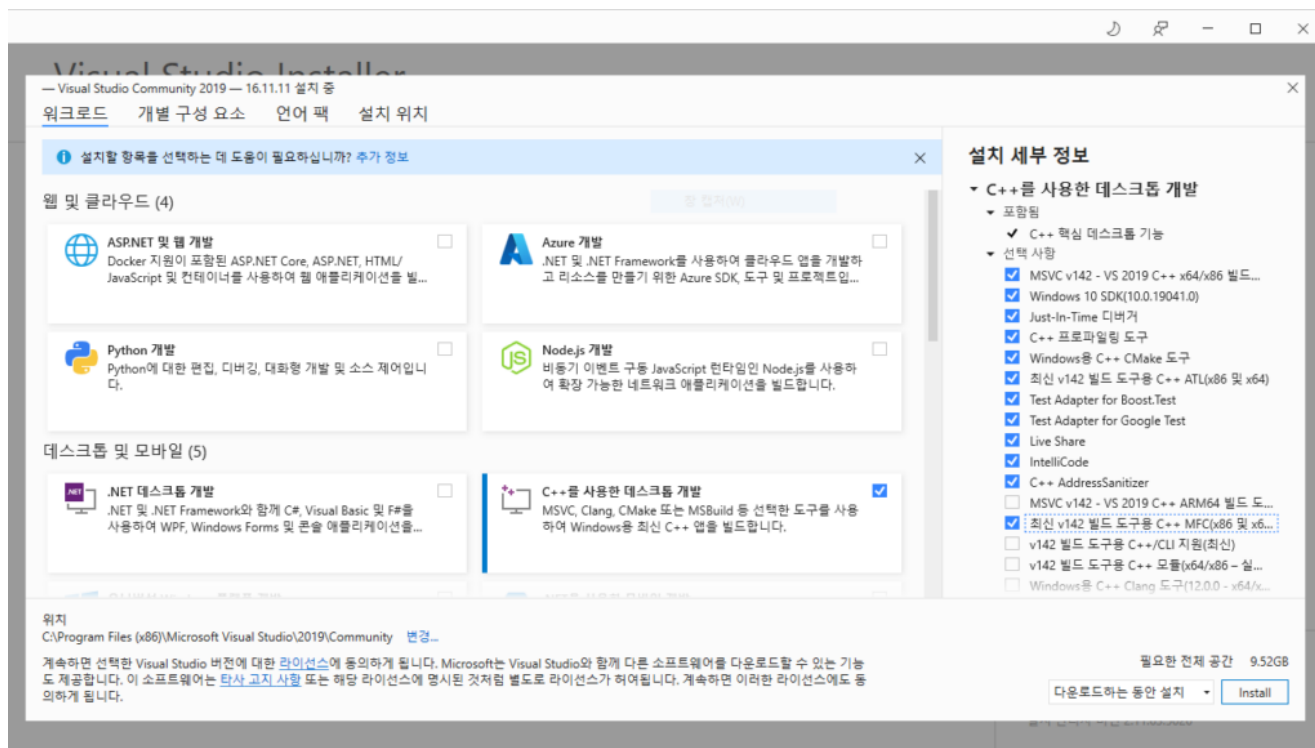 Visual Studio Installer
— Visual Studio Community 2019 — 16.11.11 설치 중
워크로드 개별 구성 요소 언어 팩 설치 위치
설치할 항목을 선택하는 데 도움이 필요하십니까? 추가 정보
웹 및 클라우드 (4)
창 캡처(W)
ASP.NET 및 웹 개발
Docker 지원이 포함된 ASP.NET Core, ASP.NET, HTML/
JavaScript 및 컨테이너를 사용하여 웹 애플리케이션을 빌...
Azure 개발
.NET 및 .NET Framework를 사용하여 클라우드 앱을 개발하
고 리소스를 만들기 위한 Azure SDK, 도구 및 프로젝트입...
Python 개발
Python에 대한 편집, 디버깅, 대화형 개발 및 소스 제어입니
다.
Node.js 개발
비동기 이벤트 구동 JavaScript 런타임인 Node.js를 사용하
여 확장 가능한 네트워크 애플리케이션을 빌드합니다.
데스크톱 및 모바일 (5)
.NET 데스크톱 개발
.NET 및 .NET Framework와 함께 C#, Visual Basic 및 F#를
사용하여 WPF, Windows Forms 및 콘솔 애플리케이션을...
C++를 사용한 데스크톱 개발
MSVC, Clang, CMake 또는 MSBuild 등 선택한 도구를 사용
하여 Windows용 최신 C++ 앱을 빌드합니다.
설치 세부 정보
C++를 사용한 데스크톱 개발
포함됨
C++ 핵심 데스크톱 기능
선택 사항
MSVC v142 - VS 2019 C++ x64/x86 빌드...
Windows 10 SDK(10.0.19041.0)
Just-In-Time 디버거
C++ 프로파일링 도구
Windows용 C++ CMake 도구
최신 v142 빌드 도구용 C++ ATL(x86 및 x64)
Test Adapter for Boost.Test
Test Adapter for Google Test
Live Share
IntelliCode
C++ AddressSanitizer
MSVC v142 - VS 2019 C++ ARM64 빌드 도...
최신 v142 빌드 도구용 C++ MFC(x86 및 x6...
v142 빌드 도구용 C++/CLI 지원(최신)
v142 빌드 도구용 C++ 모듈(x64/x86 – 실...
Windows용 C++ Clang 도구(12.0.0 - x64/x...
위치
C:\Program Files (x86)\Microsoft Visual Studio\2019\Community 변경...
계속하면 선택한 Visual Studio 버전에 대한 라이선스에 동의하게 됩니다. Microsoft는 Visual Studio와 함께 다른 소프트웨어를 다운로드할 수 있는 기능
도 제공합니다. 이 소프트웨어는 타사 고지 사항 또는 해당 라이선스에 명시된 것처럼 별도로 라이선스가 허여됩니다. 계속하면 이러한 라이선스에도 동
의하게 됩니다.
필요한 전체 공간 9.52GB
다운로드하는 동안 설치 Install